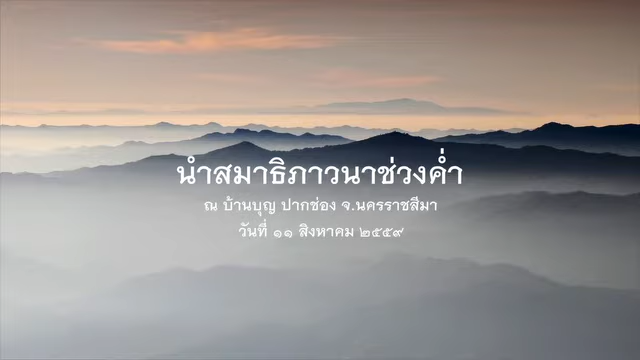 นำสมาธิภาวนาช่วงค่ำ
ณ บ้านบุญ ปากช่อง จ.นครราชสีมา
วันที่ ๑๑ สิงหาคม ๒๕๕๙